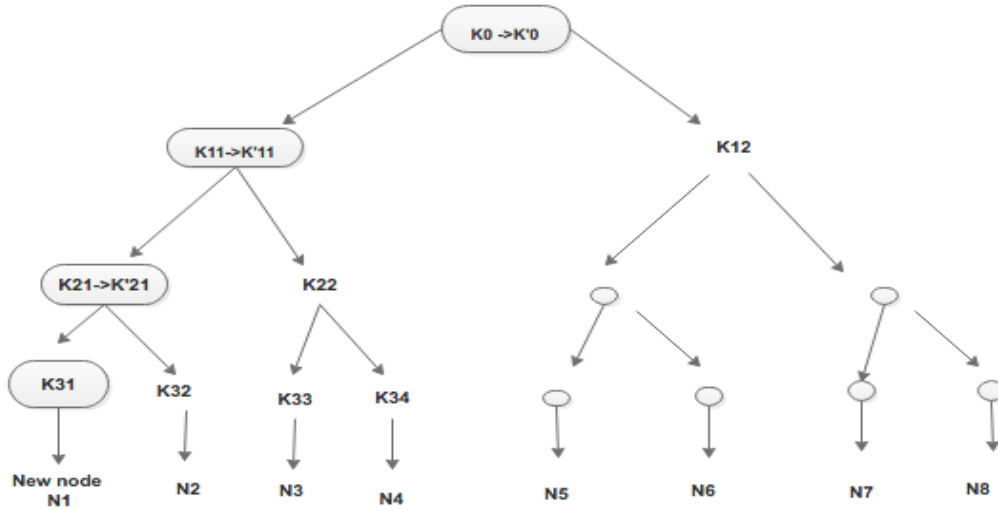 K0 ->K'0
K11->K'11
K12
K21->K'21
K22
K31
K32
K33
K34
New node
N1
N2
N3
N4
N5
N6
N7
N8